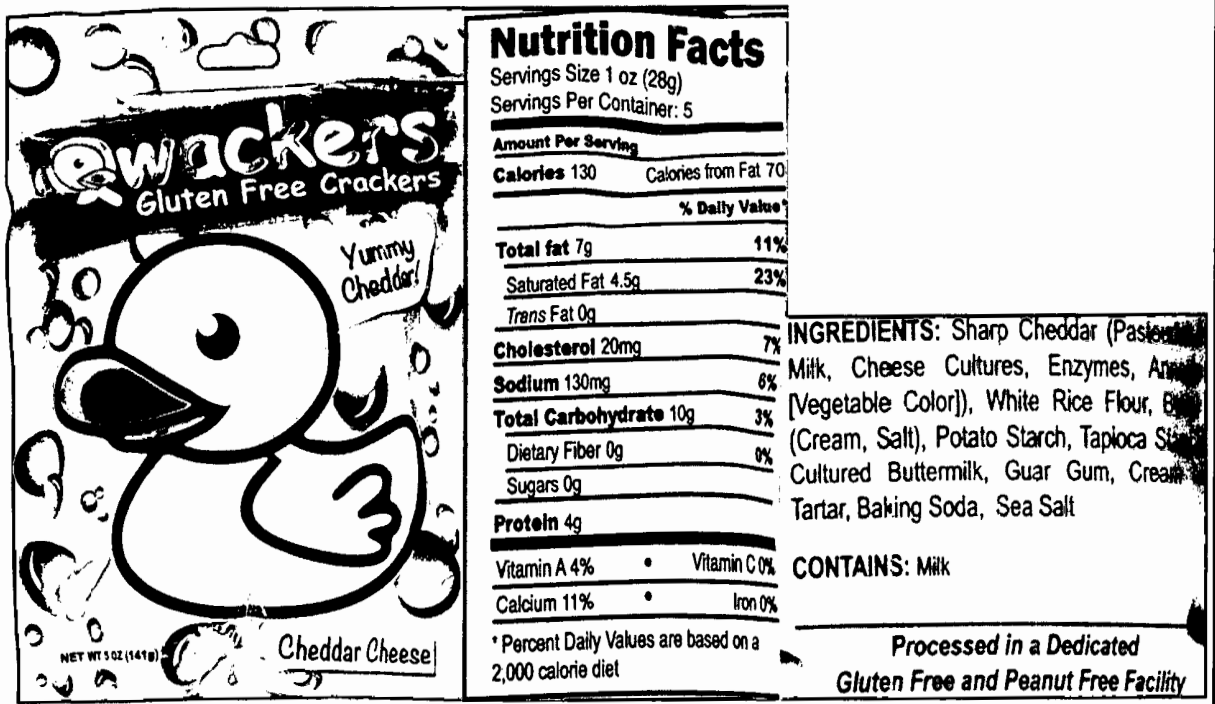 Qwackers
Gluten Free Crackers
Yummy
Cheddar!
NET WT 5 OZ (141g)
Cheddar Cheese
Nutrition Facts
Servings Size 1 oz (28g)
Servings Per Container: 5
Amount Per Serving
Calories 130 Calories from Fat 70
% Daily Value*
Total fat 7g 11%
Saturated Fat 4.5g 23%
Trans Fat 0g
Cholesterol 20mg 7%
Sodium 130mg 6%
Total Carbohydrate 10g 3%
Dietary Fiber 0g 0%
Sugars 0g
Protein 4g
Vitamin A 4% • Vitamin C 0%
Calcium 11% • Iron 0%
* Percent Daily Values are based on a
2,000 calorie diet
INGREDIENTS: Sharp Cheddar
Milk, Cheese Cultures, Enzymes,
[Vegetable Color]), White Rice Flour,
(Cream, Salt), Potato Starch, Tapioca
Cultured Buttermilk, Guar Gum, Cream
Tartar, Baking Soda, Sea Salt
CONTAINS: Milk
Processed in a Dedicated
Gluten Free and Peanut Free Facility